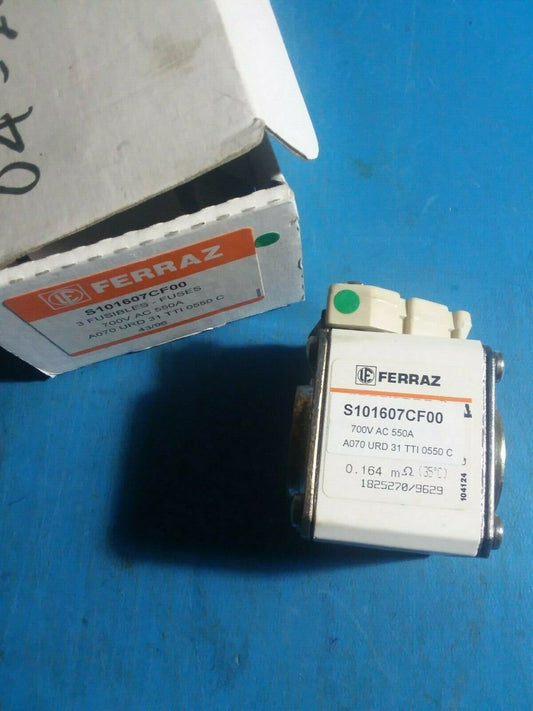 04
FERRAZ
S101607CF00
3 FUSIBLES - FUSES
700V AC 550A
A070 URD 31 TTI 0550 C
43/96
FERRAZ
S101607CF00
700V AC 550A
A070 URD 31 TTI 0550 C
0.164 mΩ (35°C)
1825270/9629
104124